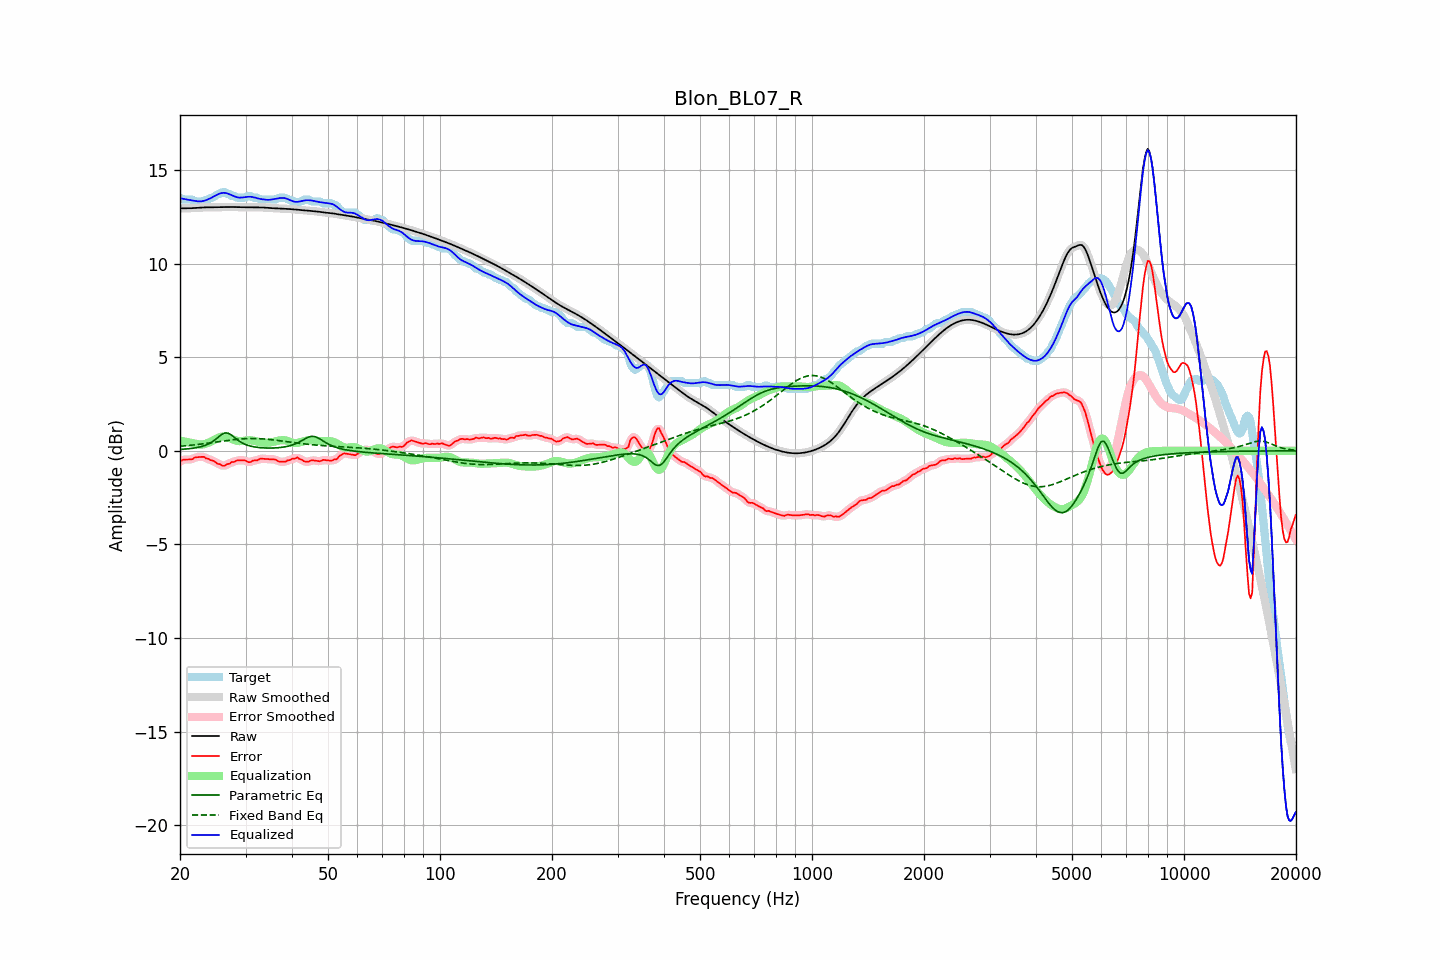 Blon_BL07_R
Amplitude (dBr)
15
10
5
0
−5
−10
−15
−20
Target
Raw Smoothed
Error Smoothed
Raw
Error
Equalization
Parametric Eq
Fixed Band Eq
Equalized
20 50 100 200 500 1000 2000 5000 10000 20000
Frequency (Hz)